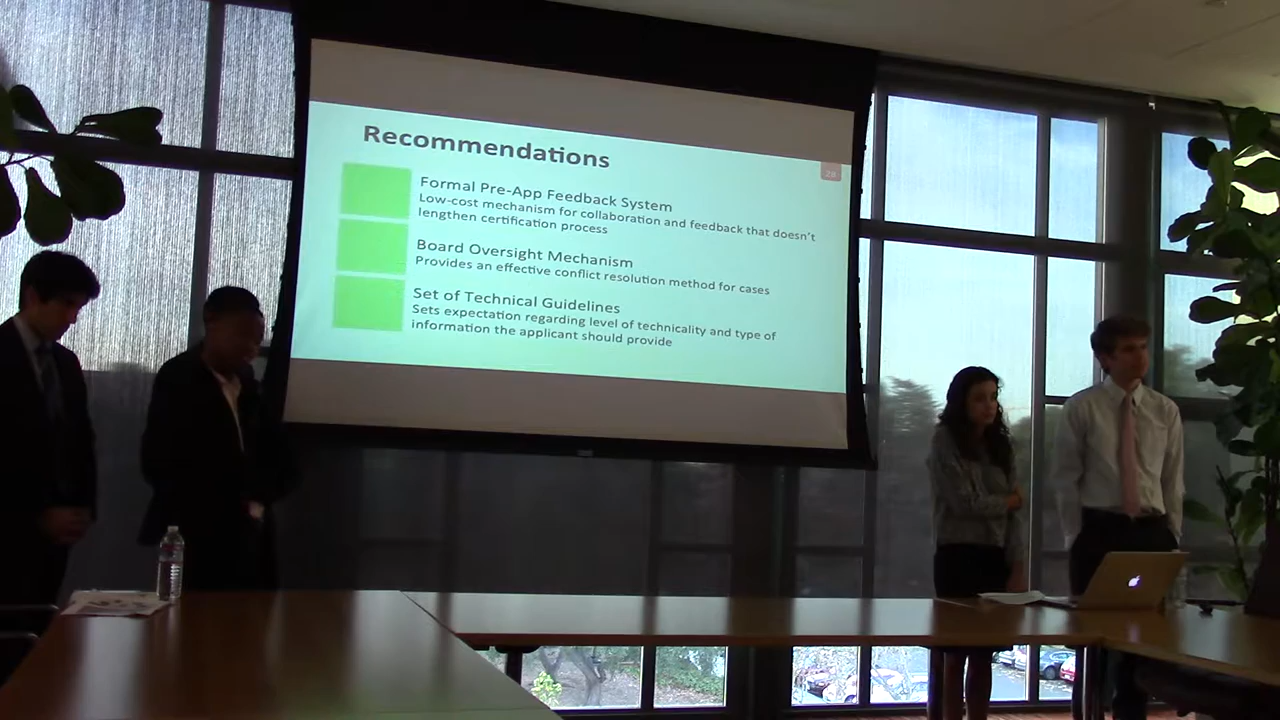 Recommendations
28
Formal Pre-App Feedback System
Low-cost mechanism for collaboration and feedback that doesn't
lengthen certification process
Board Oversight Mechanism
Provides an effective conflict resolution method for cases
Set of Technical Guidelines
Sets expectation regarding level of technicality and type of
information the applicant should provide